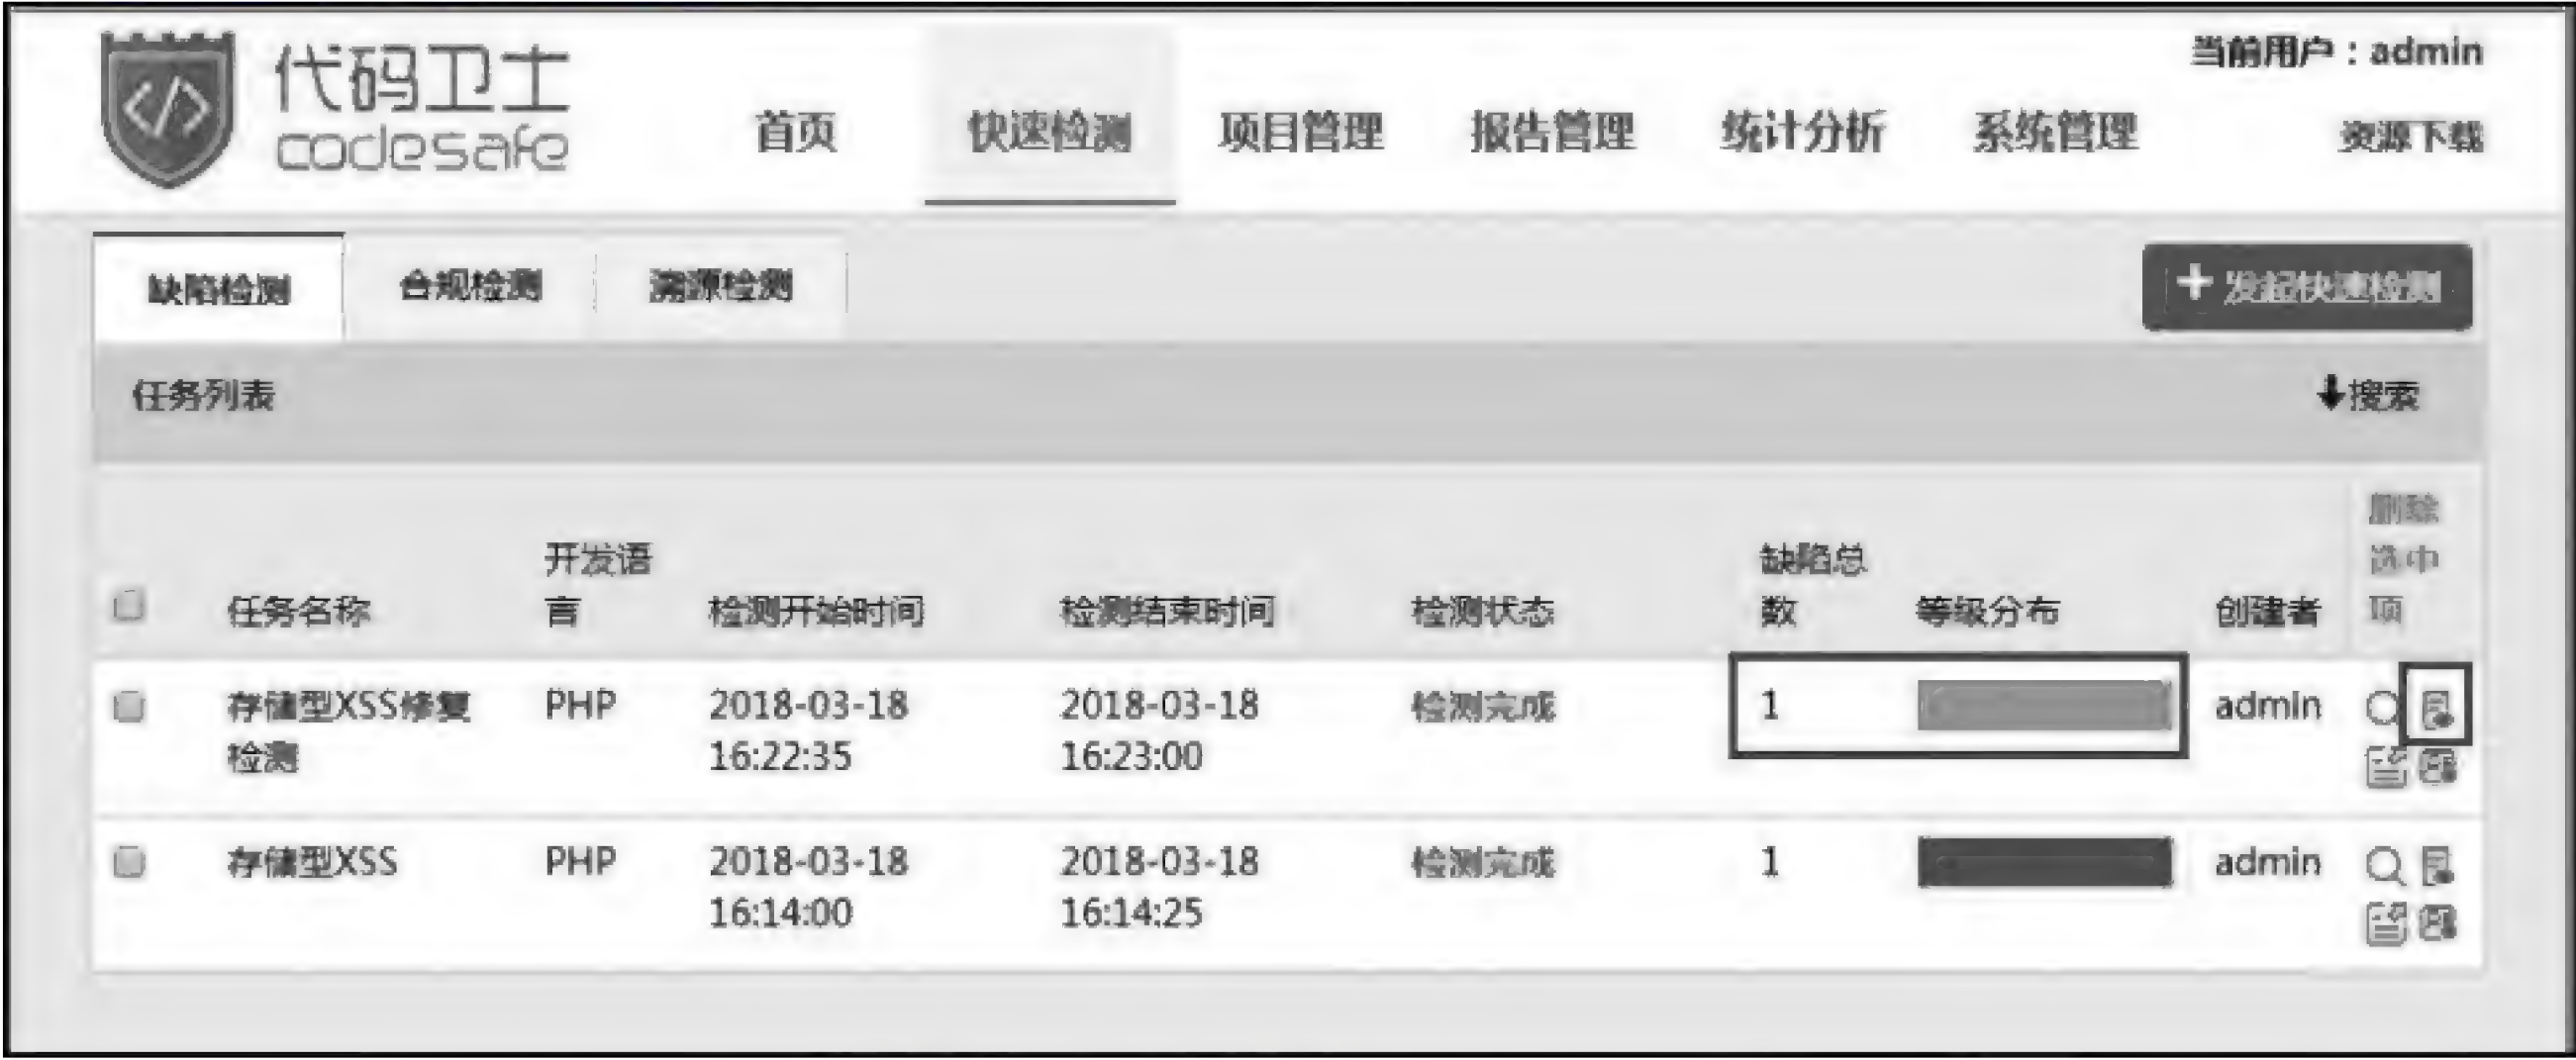 代码卫士
codesafe
当前用户：admin
首页 快速检测 项目管理 报告管理 统计分析 系统管理 资源下载
缺陷检测 合规检测 溯源检测 发起快速检测
任务列表 搜索
任务名称 开发语言 检测开始时间 检测结束时间 检测状态 缺陷总数 等级分布 创建者 删除选中项
存储型XSS修复 PHP 2018-03-18 2018-03-18 检测完成 1 admin
检测 16:22:35 16:23:00
存储型XSS PHP 2018-03-18 2018-03-18 检测完成 1 admin
16:14:00 16:14:25